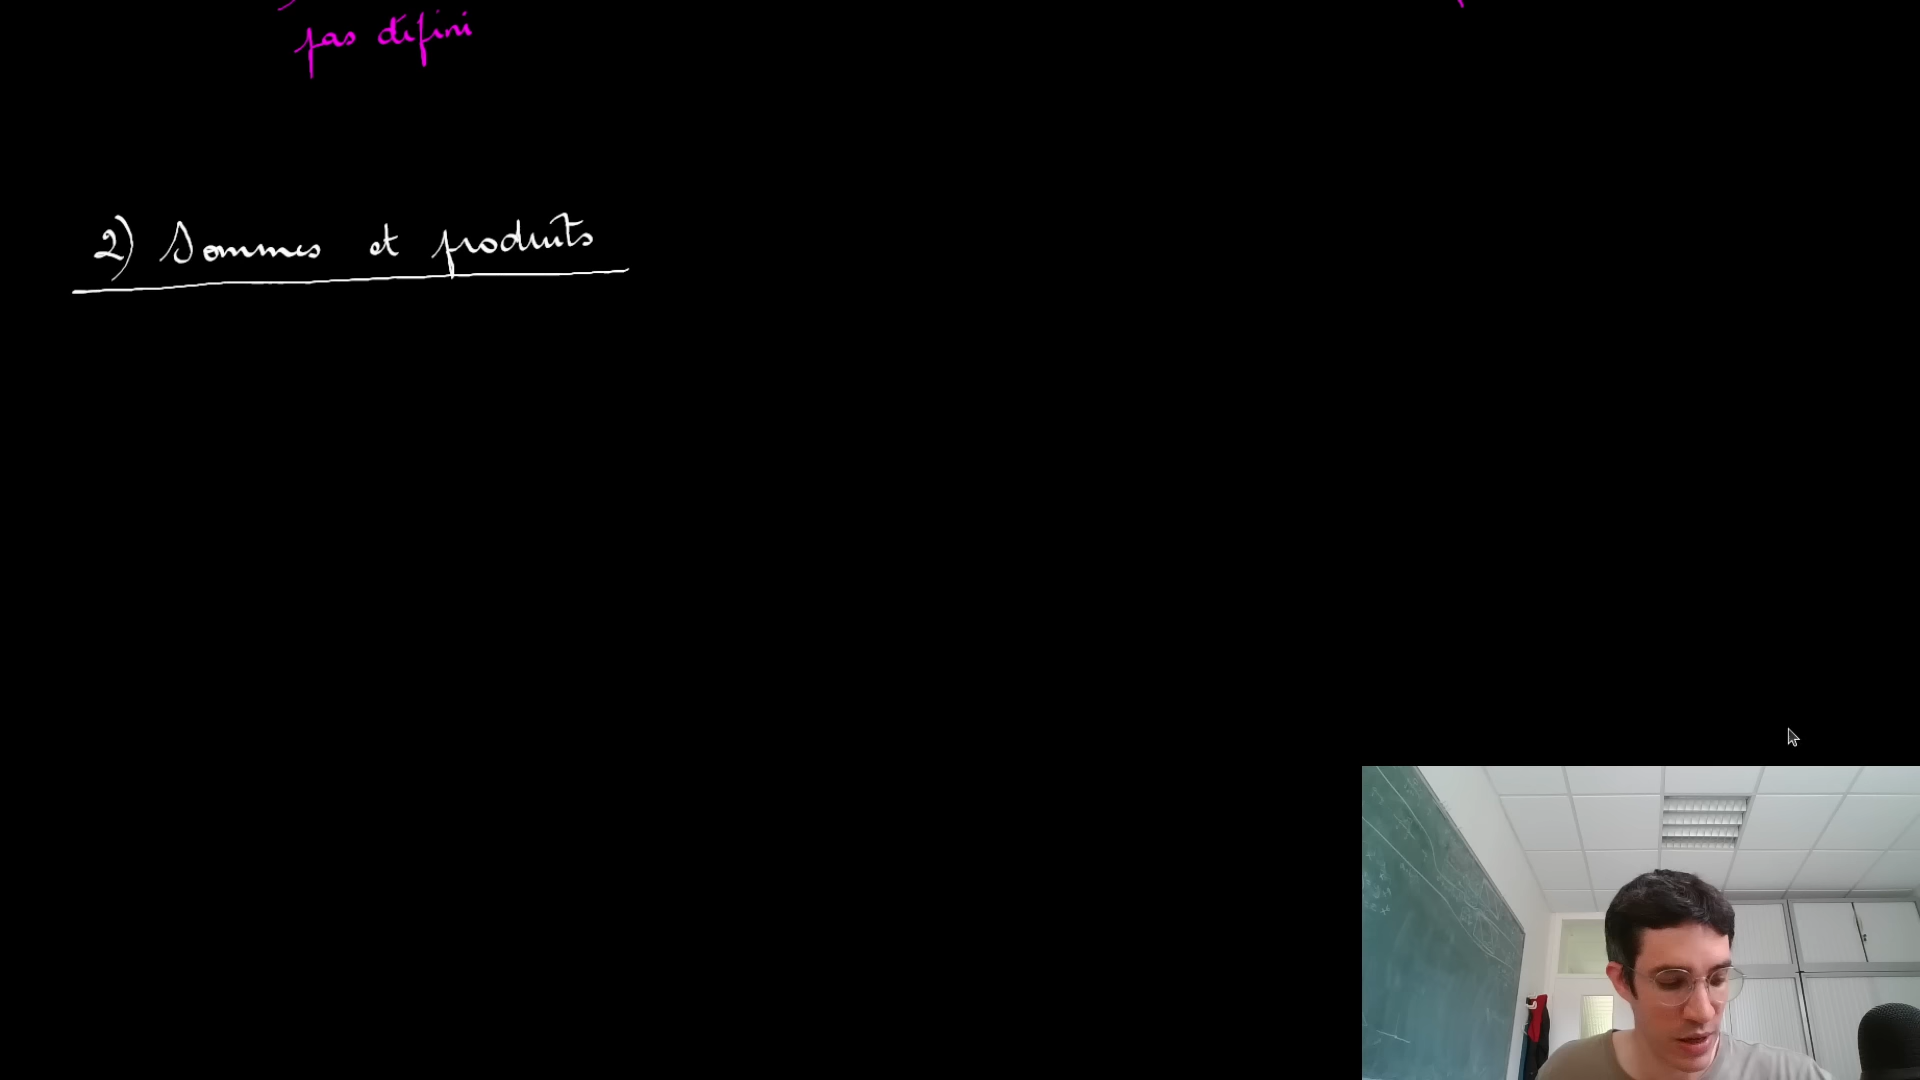 pas défini
2) Sommes et produits